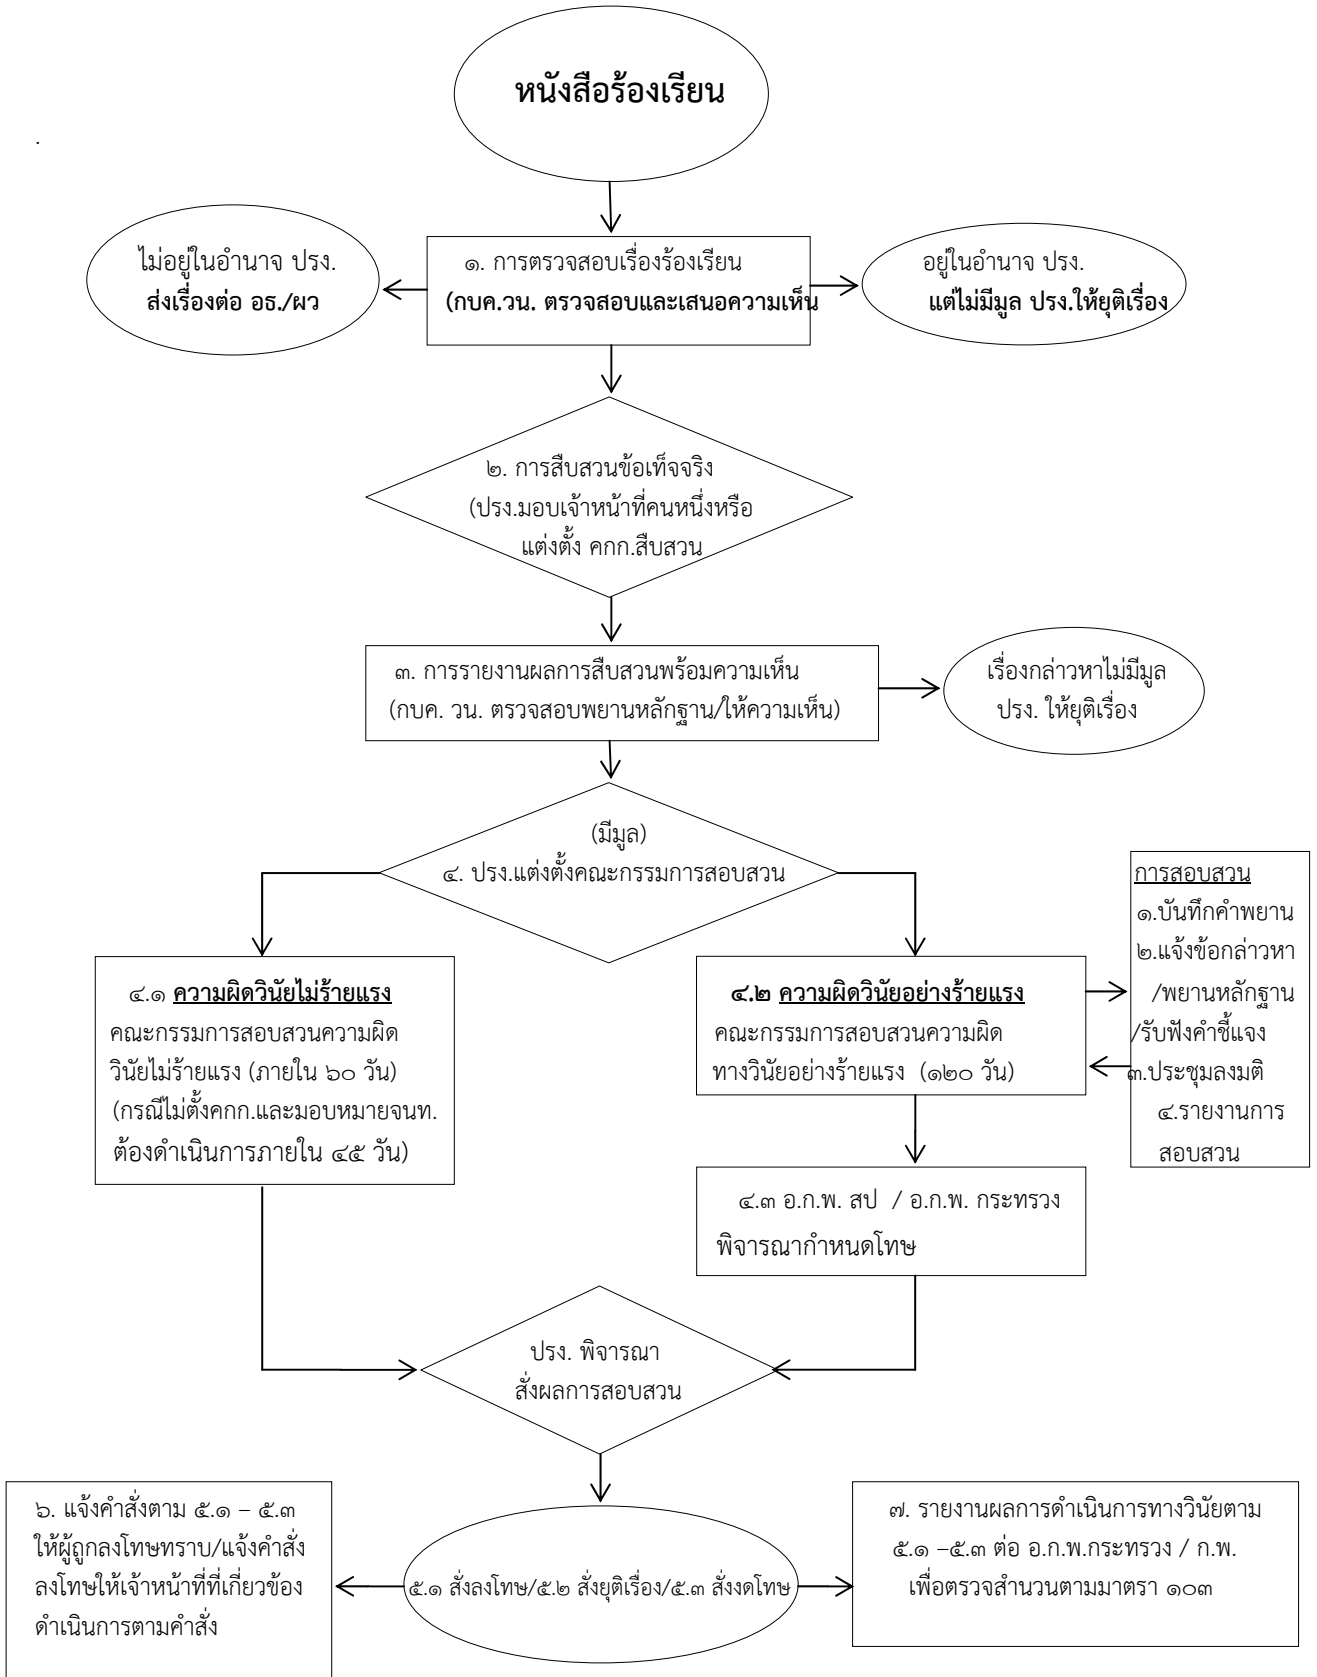 หนังสือร้องเรียน
.
ไม่อยู่ในอำนาจ ปรง.
ส่งเรื่องต่อ อธ./ผว
๑. การตรวจสอบเรื่องร้องเรียน
(กบค.วน. ตรวจสอบและเสนอความเห็น
อยู่ในอำนาจ ปรง.
แต่ไม่มีมูล ปรง.ให้ยุติเรื่อง
๒. การสืบสวนข้อเท็จจริง
(ปรง.มอบเจ้าหน้าที่คนหนึ่งหรือ
แต่งตั้ง คกก.สืบสวน
๓. การรายงานผลการสืบสวนพร้อมความเห็น
(กบค. วน. ตรวจสอบพยานหลักฐาน/ให้ความเห็น)
เรื่องกล่าวหาไม่มีมูล
ปรง. ให้ยุติเรื่อง
(มีมูล)
๔. ปรง.แต่งตั้งคณะกรรมการสอบสวน
๔.๑ ความผิดวินัยไม่ร้ายแรง
คณะกรรมการสอบสวนความผิด
วินัยไม่ร้ายแรง (ภายใน ๖๐ วัน)
(กรณีไม่ตั้งคกก.และมอบหมายจนท.
ต้องดำเนินการภายใน ๔๕ วัน)
๔.๒ ความผิดวินัยอย่างร้ายแรง
คณะกรรมการสอบสวนความผิด
ทางวินัยอย่างร้ายแรง (๑๒๐ วัน)
การสอบสวน
๑.บันทึกคำพยาน
๒.แจ้งข้อกล่าวหา
/พยานหลักฐาน
/รับฟังคำชี้แจง
๓.ประชุมลงมติ
๔.รายงานการ
สอบสวน
๔.๓ อ.ก.พ. สป / อ.ก.พ. กระทรวง
พิจารณากำหนดโทษ
ปรง. พิจารณา
สั่งผลการสอบสวน
๖. แจ้งคำสั่งตาม ๕.๑ – ๕.๓
ให้ผู้ถูกลงโทษทราบ/แจ้งคำสั่ง
ลงโทษให้เจ้าหน้าที่ที่เกี่ยวข้อง
ดำเนินการตามคำสั่ง
๕.๑ สั่งลงโทษ/๕.๒ สั่งยุติเรื่อง/๕.๓ สั่งงดโทษ
๗. รายงานผลการดำเนินการทางวินัยตาม
๕.๑ –๕.๓ ต่อ อ.ก.พ.กระทรวง / ก.พ.
เพื่อตรวจสำนวนตามมาตรา ๑๐๓